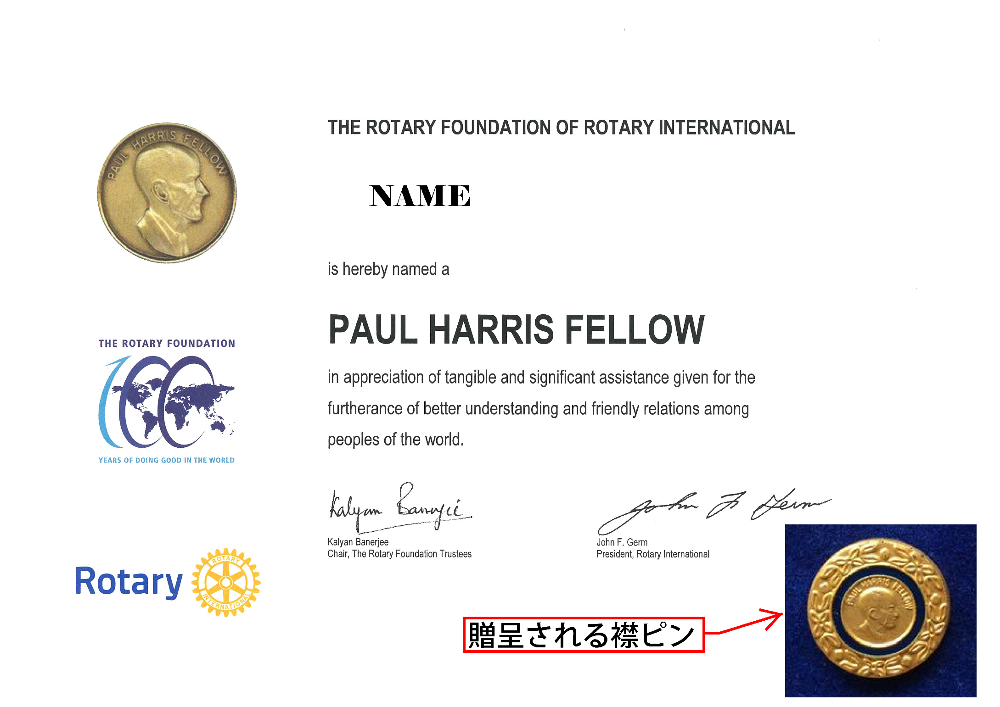 PAUL HARRIS FELLOW
THE ROTARY FOUNDATION OF ROTARY INTERNATIONAL
NAME
is hereby named a
PAUL HARRIS FELLOW
in appreciation of tangible and significant assistance given for the
furtherance of better understanding and friendly relations among
peoples of the world.
THE ROTARY FOUNDATION
100
YEARS OF DOING GOOD IN THE WORLD
Kalyan Banerjee
John F Germ
Kalyan Banerjee
Chair, The Rotary Foundation Trustees
John F. Germ
President, Rotary International
Rotary
ROTARY
INTERNATIONAL
贈呈される襟ピン
PAUL HARRIS FELLOW